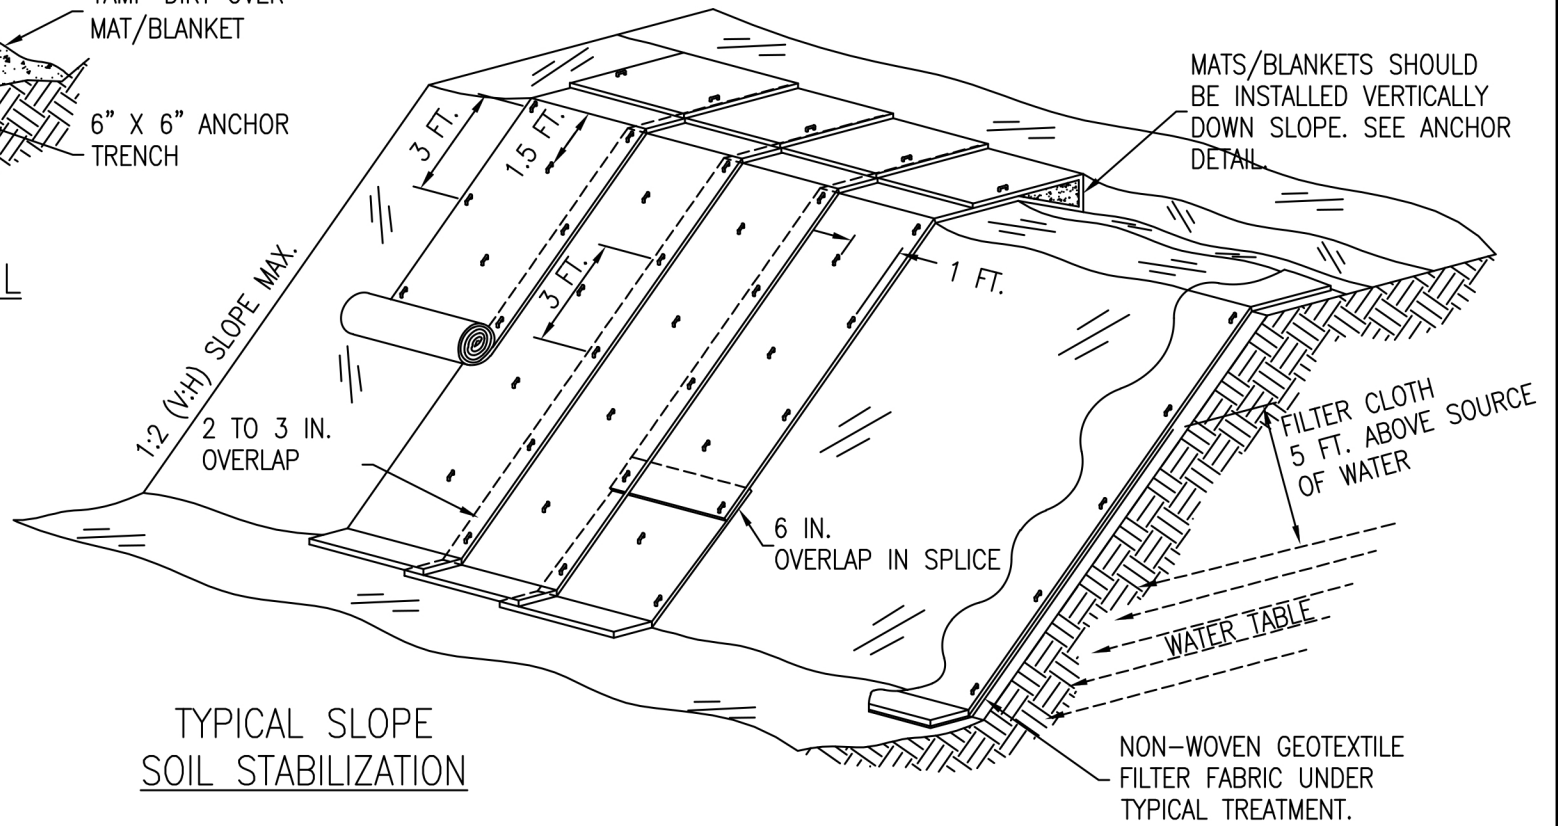 TAMP DIRT OVER
MAT/BLANKET
6" X 6" ANCHOR
TRENCH
L
3 FT.
1.5 FT.
MATS/BLANKETS SHOULD
BE INSTALLED VERTICALLY
DOWN SLOPE. SEE ANCHOR
DETAIL.
1:2 (V:H) SLOPE MAX.
3 FT.
1 FT.
2 TO 3 IN.
OVERLAP
FILTER CLOTH
5 FT. ABOVE SOURCE
OF WATER
6 IN.
OVERLAP IN SPLICE
WATER TABLE
TYPICAL SLOPE
SOIL STABILIZATION
NON-WOVEN GEOTEXTILE
FILTER FABRIC UNDER
TYPICAL TREATMENT.